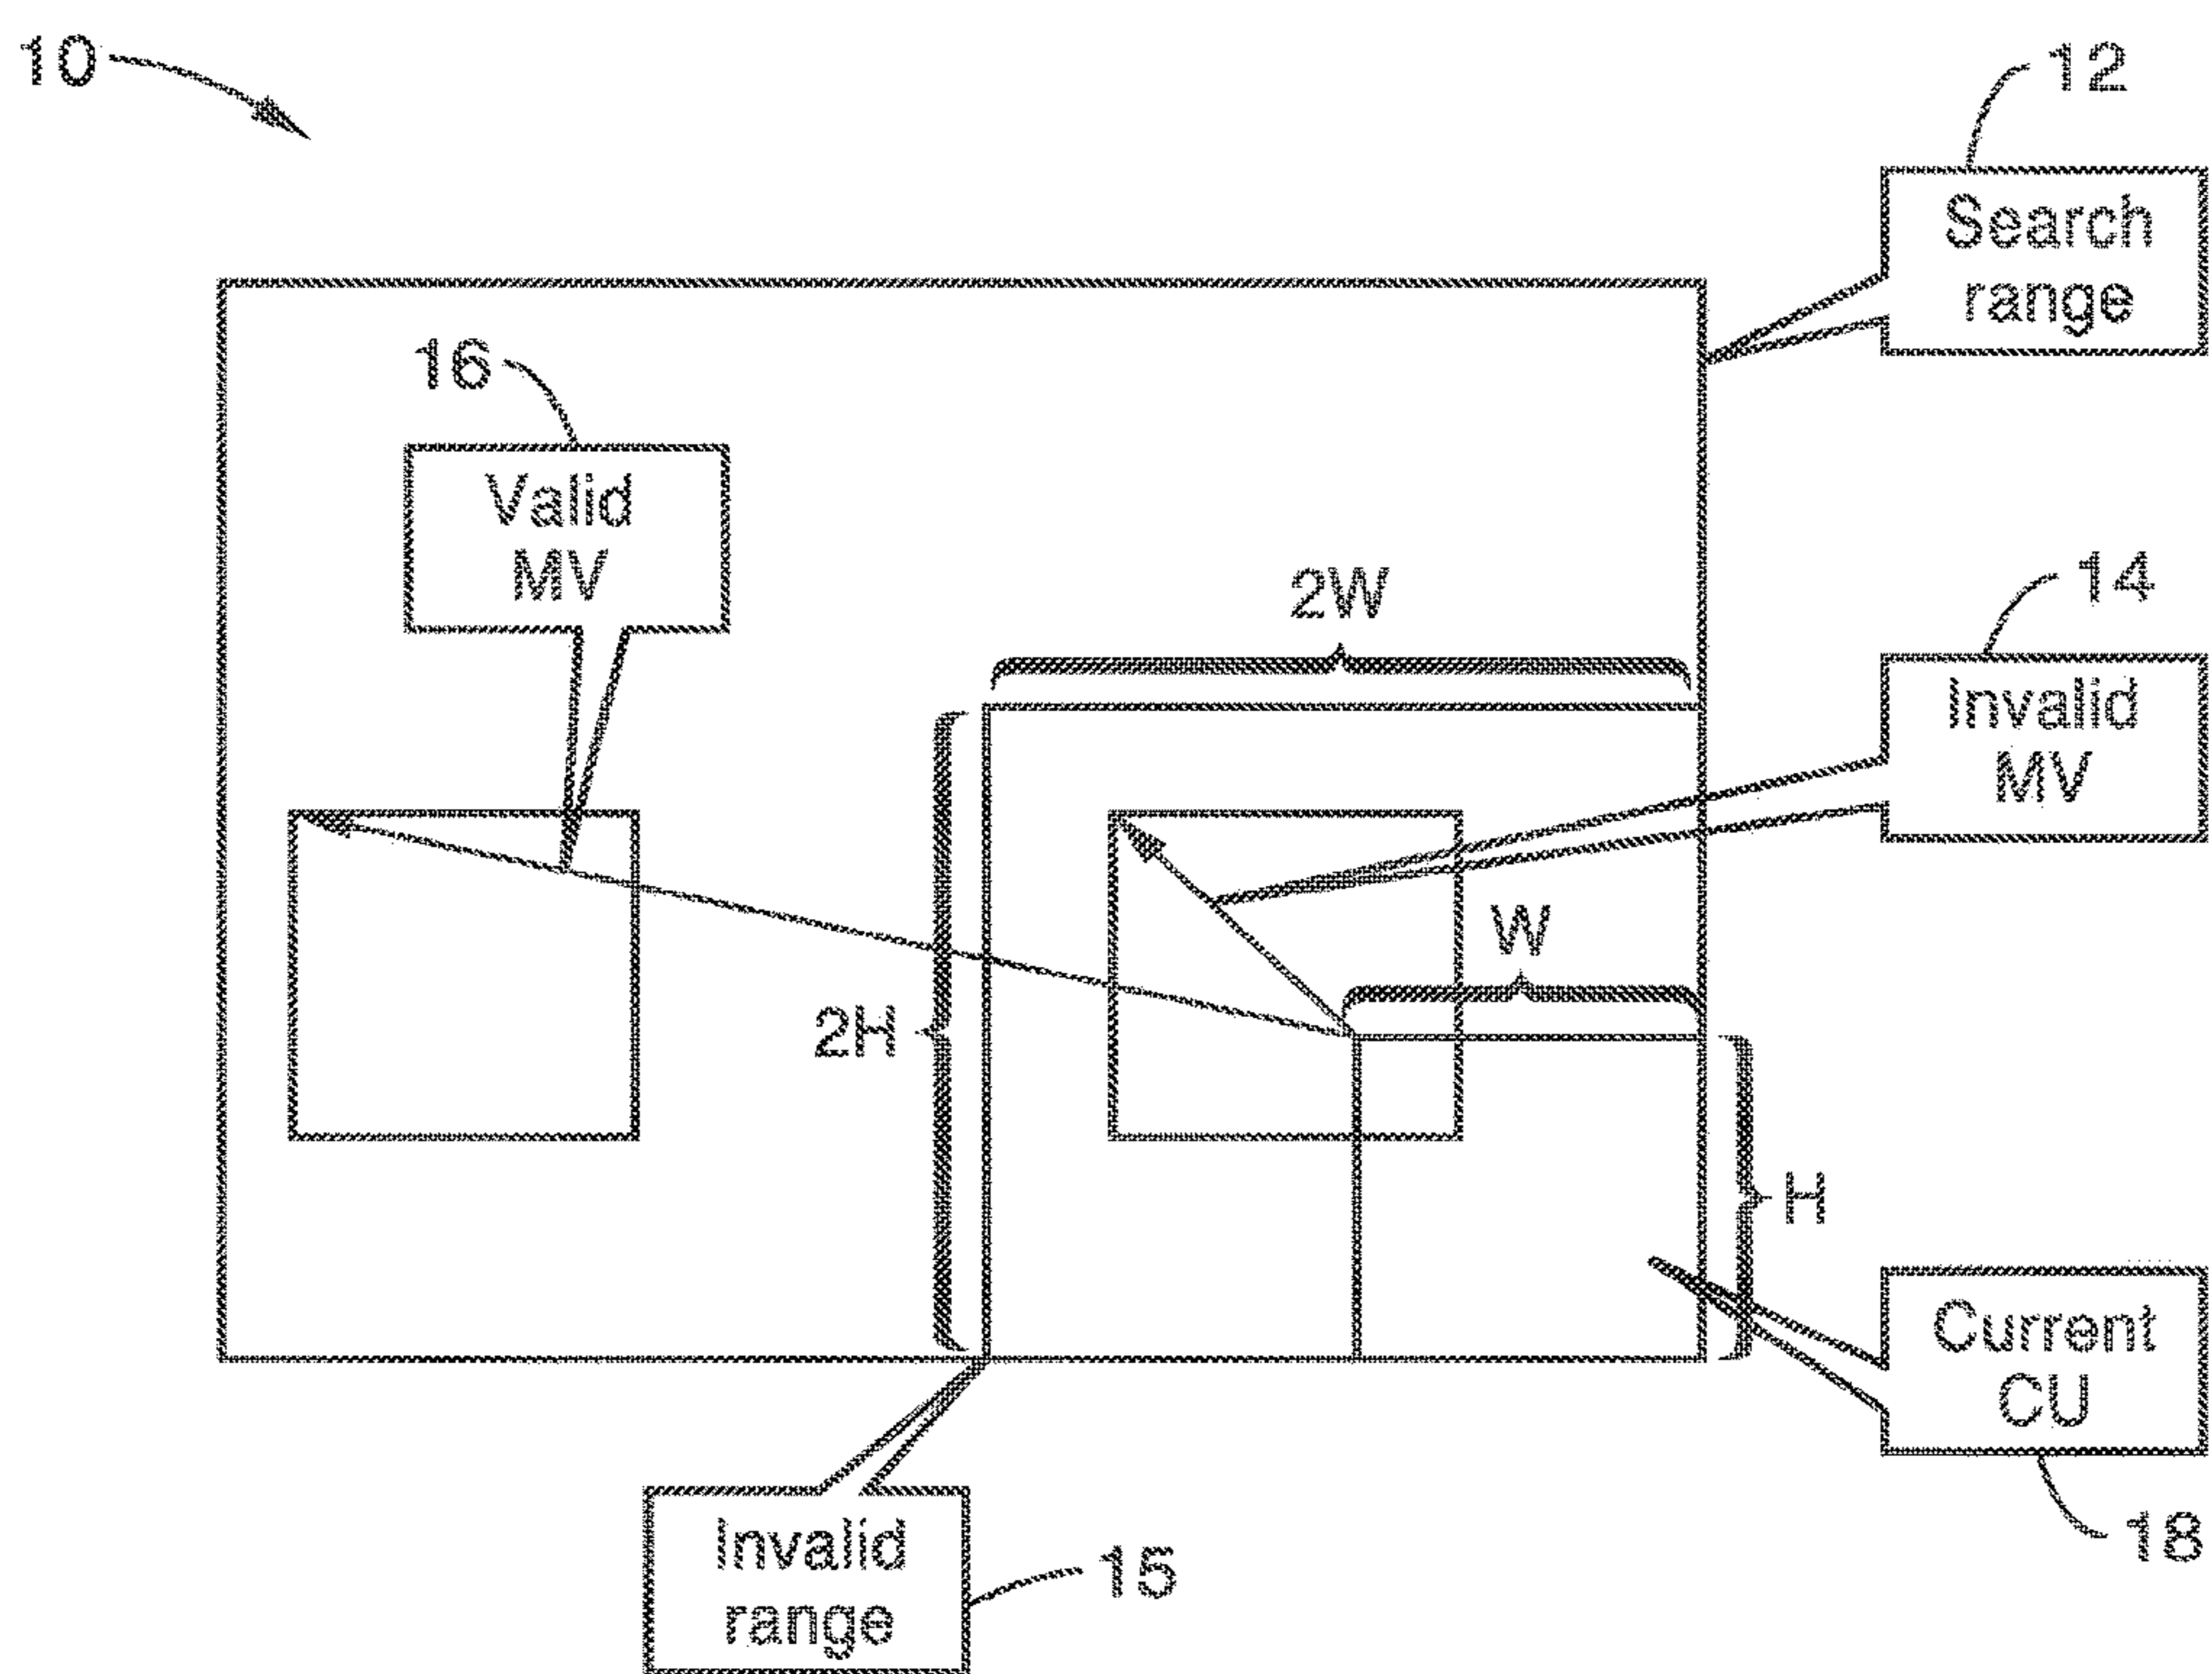 10
12
Search
range
16
Valid
MV
2W
14
Invalid
MV
W
2H
H
Current
CU
18
Invalid
range
15